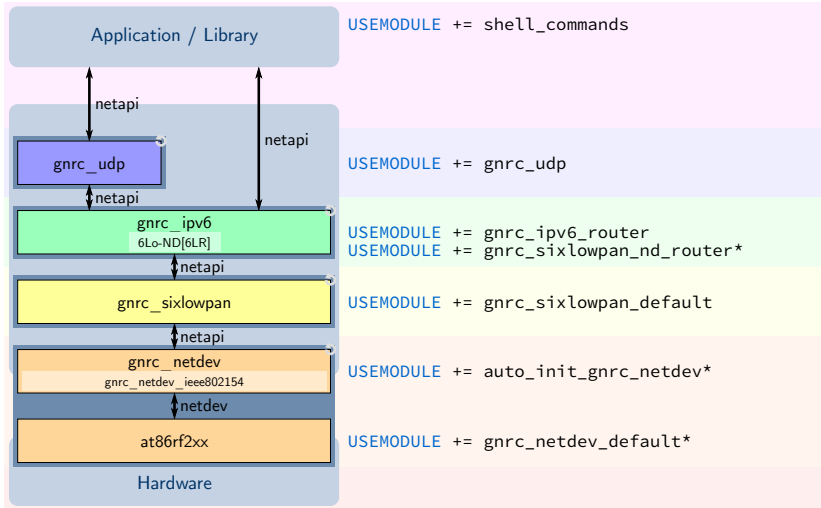 Application / Library
USEMODULE += shell_commands
netapi
netapi
gnrc_udp
USEMODULE += gnrc_udp
netapi
gnrc_ipv6
6Lo-ND[6LR]
USEMODULE += gnrc_ipv6_router
USEMODULE += gnrc_sixlowpan_nd_router*
netapi
gnrc_sixlowpan
USEMODULE += gnrc_sixlowpan_default
netapi
gnrc_netdev
gnrc_netdev_ieee802154
USEMODULE += auto_init_gnrc_netdev*
netdev
at86rf2xx
USEMODULE += gnrc_netdev_default*
Hardware